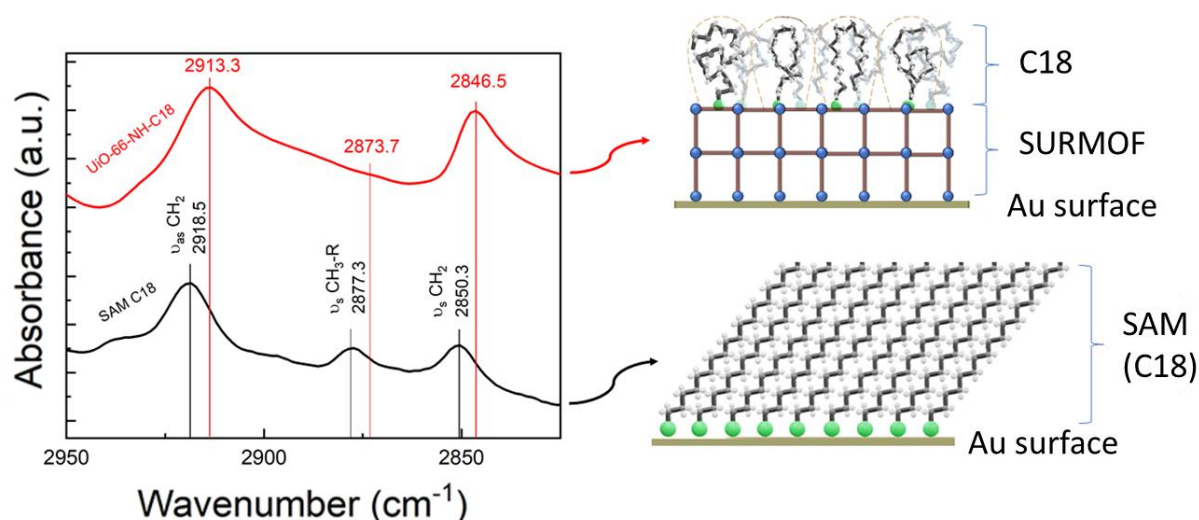 Absorbance (a.u.)
2913.3
2846.5
2873.7
UiO-66-NH-C18
υas CH2
2918.5
υs CH3-R
2877.3
υs CH2
2850.3
SAM C18
2950
2900
2850
Wavenumber (cm-1)
C18
SURMOF
Au surface
SAM
(C18)
Au surface